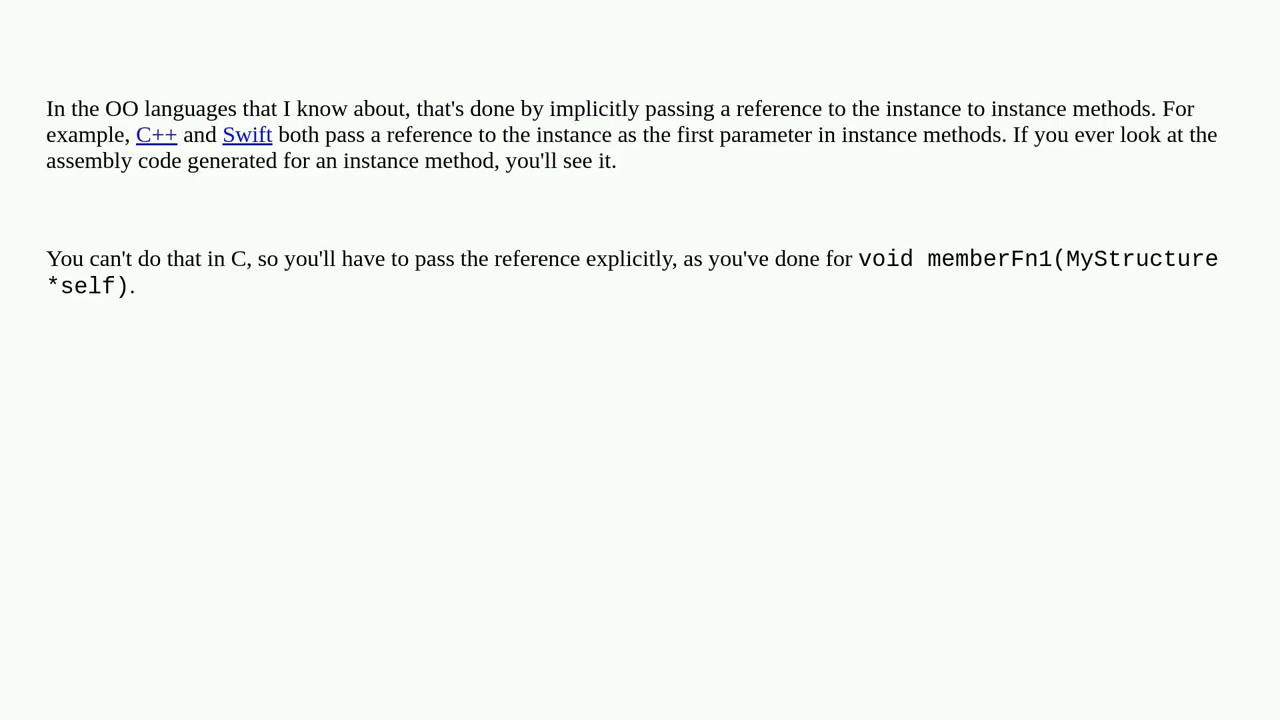 In the OO languages that I know about, that's done by implicitly passing a reference to the instance to instance methods. For
example, C++ and Swift both pass a reference to the instance as the first parameter in instance methods. If you ever look at the
assembly code generated for an instance method, you'll see it.
You can't do that in C, so you'll have to pass the reference explicitly, as you've done for void memberFn1(MyStructure
*self).